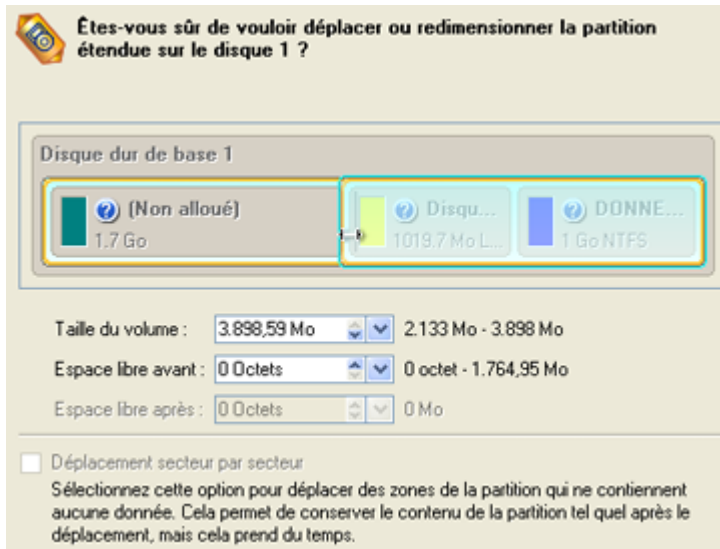 Êtes-vous sûr de vouloir déplacer ou redimensionner la partition
étendue sur le disque 1 ?
Disque dur de base 1
(Non alloué)
1.7 Go
Disqu...
1019.7 Mo L...
DONNE...
1 Go NTFS
Taille du volume : 3.898,59 Mo 2.133 Mo - 3.898 Mo
Espace libre avant : 0 Octets 0 octet - 1.764,95 Mo
Espace libre après : 0 Octets 0 Mo
Déplacement secteur par secteur
Sélectionnez cette option pour déplacer des zones de la partition qui ne contiennent
aucune donnée. Cela permet de conserver le contenu de la partition tel quel après le
déplacement, mais cela prend du temps.